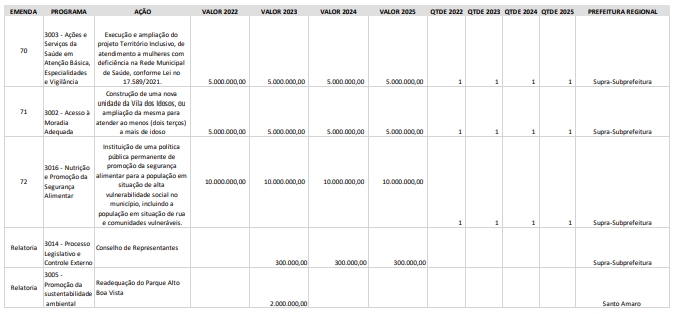 EMENDA PROGRAMA AÇÃO VALOR 2022 VALOR 2023 VALOR 2024 VALOR 2025 QTDE 2022 QTDE 2023 QTDE 2024 QTDE 2025 PREFEITURA REGIONAL
70
3003 - Ações e
Serviços da
Saúde em
Atenção Básica,
Especialidades
e Vigilância
Execução e ampliação do
projeto Território Inclusivo, de
atendimento a mulheres com
deficiência na Rede Municipal
de Saúde, conforme Lei no
17.589/2021.
5.000.000,00 5.000.000,00 5.000.000,00 5.000.000,00 1 1 1 1 Supra-Subprefeitura
71
3002 - Acesso à
Moradia
Adequada
Construção de uma nova
unidade da Vila dos Idosos, ou
ampliação da mesma para
atender ao menos (dois terços)
a mais de idoso
5.000.000,00 5.000.000,00 5.000.000,00 5.000.000,00 1 1 1 1 Supra-Subprefeitura
72
3016 - Nutrição
e Promoção da
Segurança
Alimentar
Instituição de uma política
pública permanente de
promoção da segurança
alimentar para a população em
situação de alta
vulnerabilidade social no
município, incluindo a
população em situação de rua
e comunidades vulneráveis.
10.000.000,00 10.000.000,00 10.000.000,00 10.000.000,00
1 1 1 1 Supra-Subprefeitura
Relatoria
3014 - Processo
Legislativo e
Controle Externo
Conselho de Representantes
300.000,00 300.000,00 300.000,00 Supra-Subprefeitura
Relatoria
3005 -
Promoção da
sustentabilidade
ambiental
Readequação do Parque Alto
Boa Vista
2.000.000,00 Santo Amaro